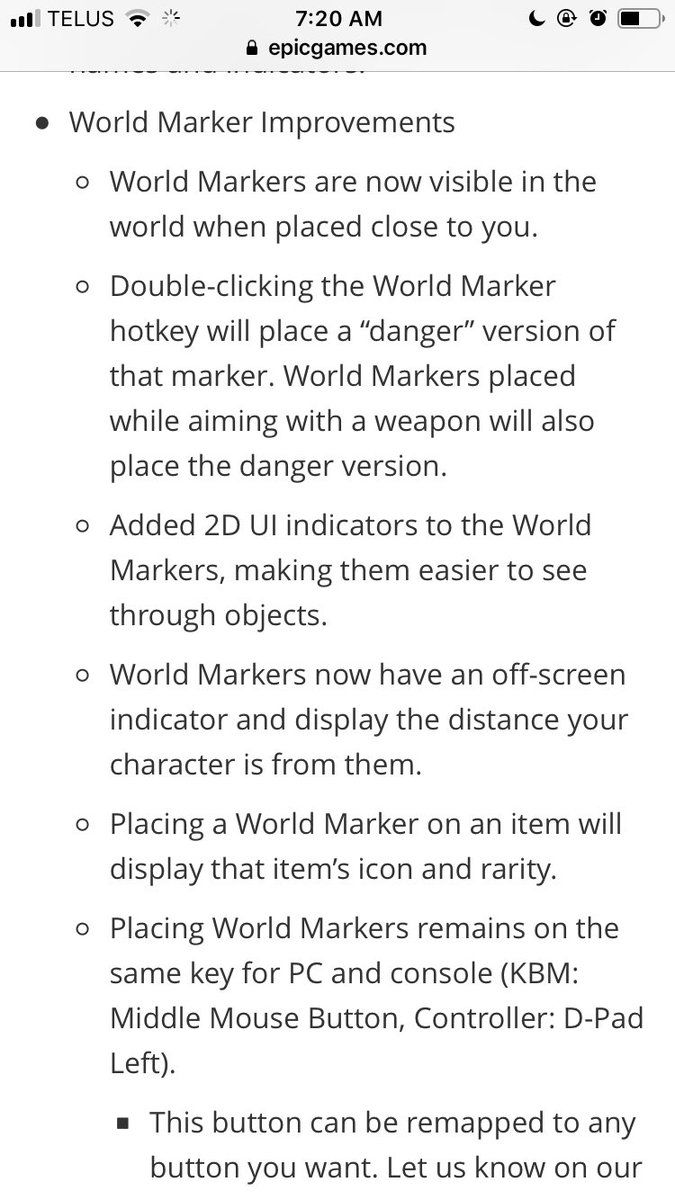 TELUS 7:20 AM
epicgames.com
World Marker Improvements
World Markers are now visible in the
world when placed close to you.
Double-clicking the World Marker
hotkey will place a “danger” version of
that marker. World Markers placed
while aiming with a weapon will also
place the danger version.
Added 2D UI indicators to the World
Markers, making them easier to see
through objects.
World Markers now have an off-screen
indicator and display the distance your
character is from them.
Placing a World Marker on an item will
display that item’s icon and rarity.
Placing World Markers remains on the
same key for PC and console (KBM:
Middle Mouse Button, Controller: D-Pad
Left).
This button can be remapped to any
button you want. Let us know on our